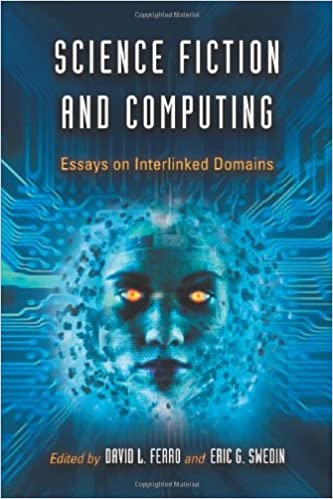 SCIENCE FICTION
AND COMPUTING
Essays on Interlinked Domains
Edited by DAVID L. FERRO and ERIC G. SWEDIN